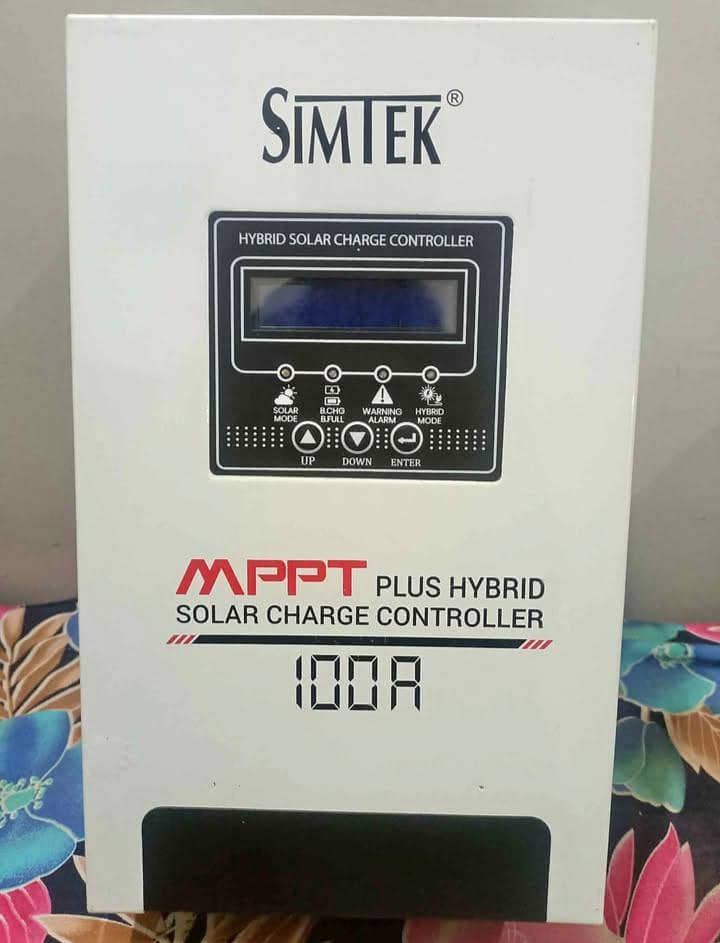 SIMTEK®
HYBRID SOLAR CHARGE CONTROLLER
SOLAR MODE
B.CHG B.FULL
WARNING ALARM
HYBRID MODE
UP
DOWN
ENTER
MPPT PLUS HYBRID
SOLAR CHARGE CONTROLLER
100A